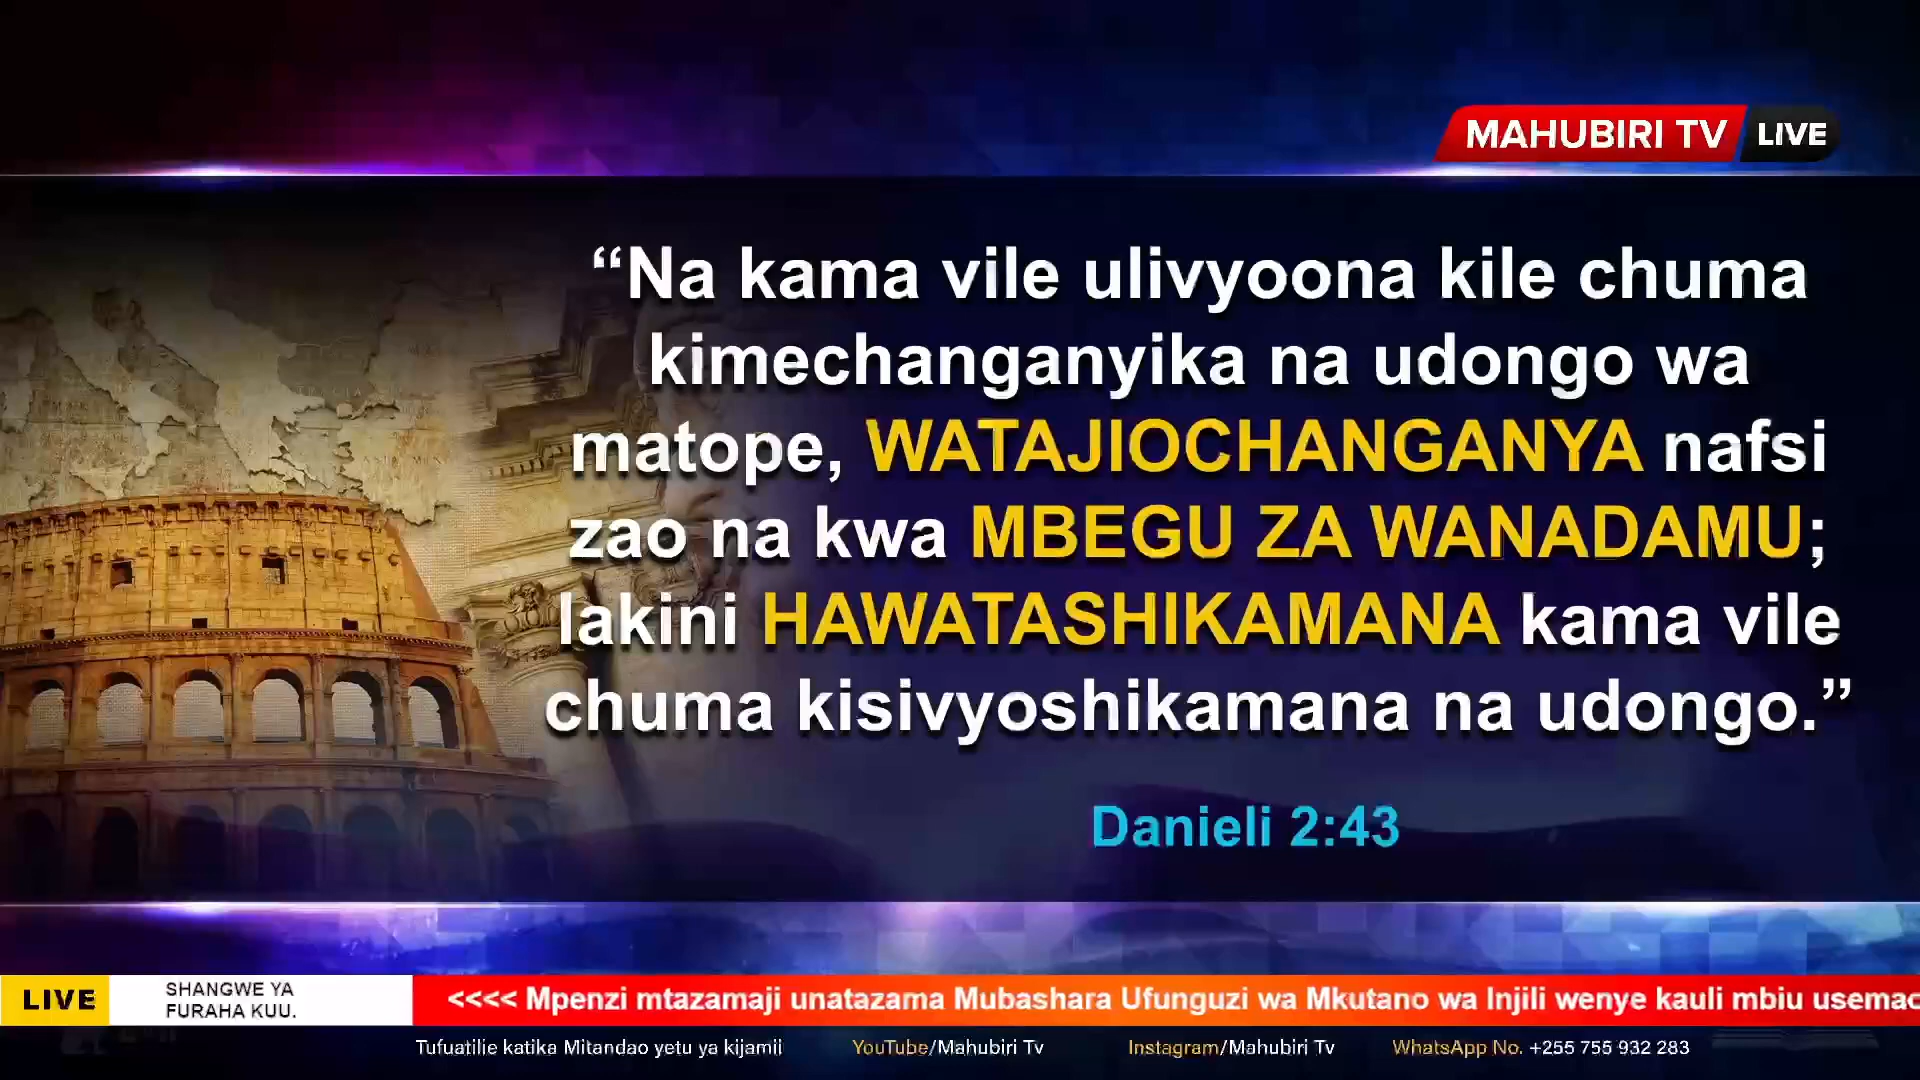 MAHUBIRI TV LIVE
“Na kama vile ulivyoona kile chuma
kimechanganyika na udongo wa
matope, WATAJIOCHANGANYA nafsi
zao na kwa MBEGU ZA WANADAMU;
lakini HAWATASHIKAMANA kama vile
chuma kisivyoshikamana na udongo.”
Danieli 2:43
LIVE
SHANGWE YA
FURAHA KUU.
<<<< Mpenzi mtazamaji unatazama Mubashara Ufunguzi wa Mkutano wa Injili wenye kauli mbiu usemao
Tufuatilie katika Mitandao yetu ya kijamii YouTube/Mahubiri Tv Instagram/Mahubiri Tv WhatsApp No. +255 755 932 283